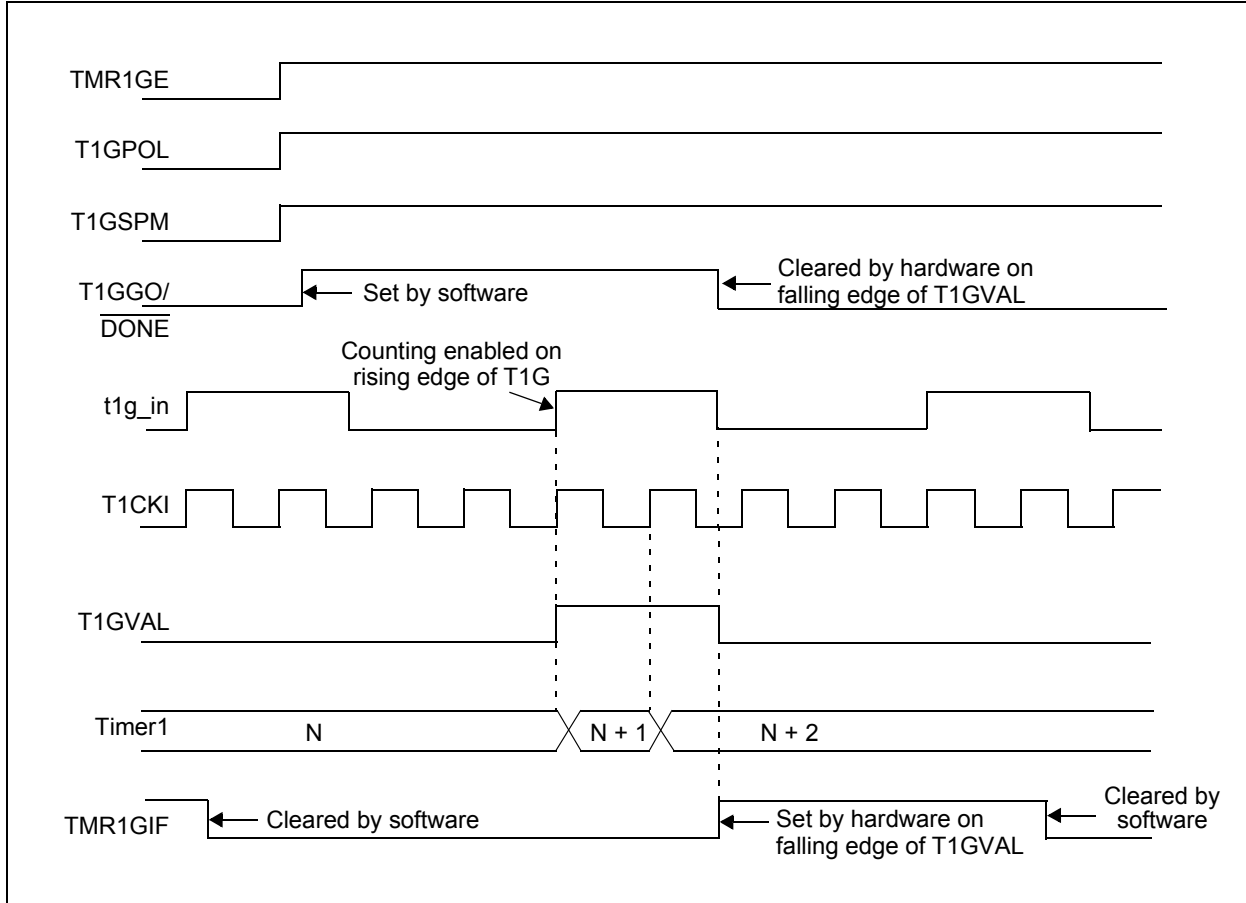 TMR1GE
T1GPOL
T1GSPM
T1GGO/
DONE
Set by software
Cleared by hardware on
falling edge of T1GVAL
Counting enabled on
rising edge of T1G
t1g_in
T1CKI
T1GVAL
Timer1
N
N + 1
N + 2
TMR1GIF
Cleared by software
Set by hardware on
falling edge of T1GVAL
Cleared by
software